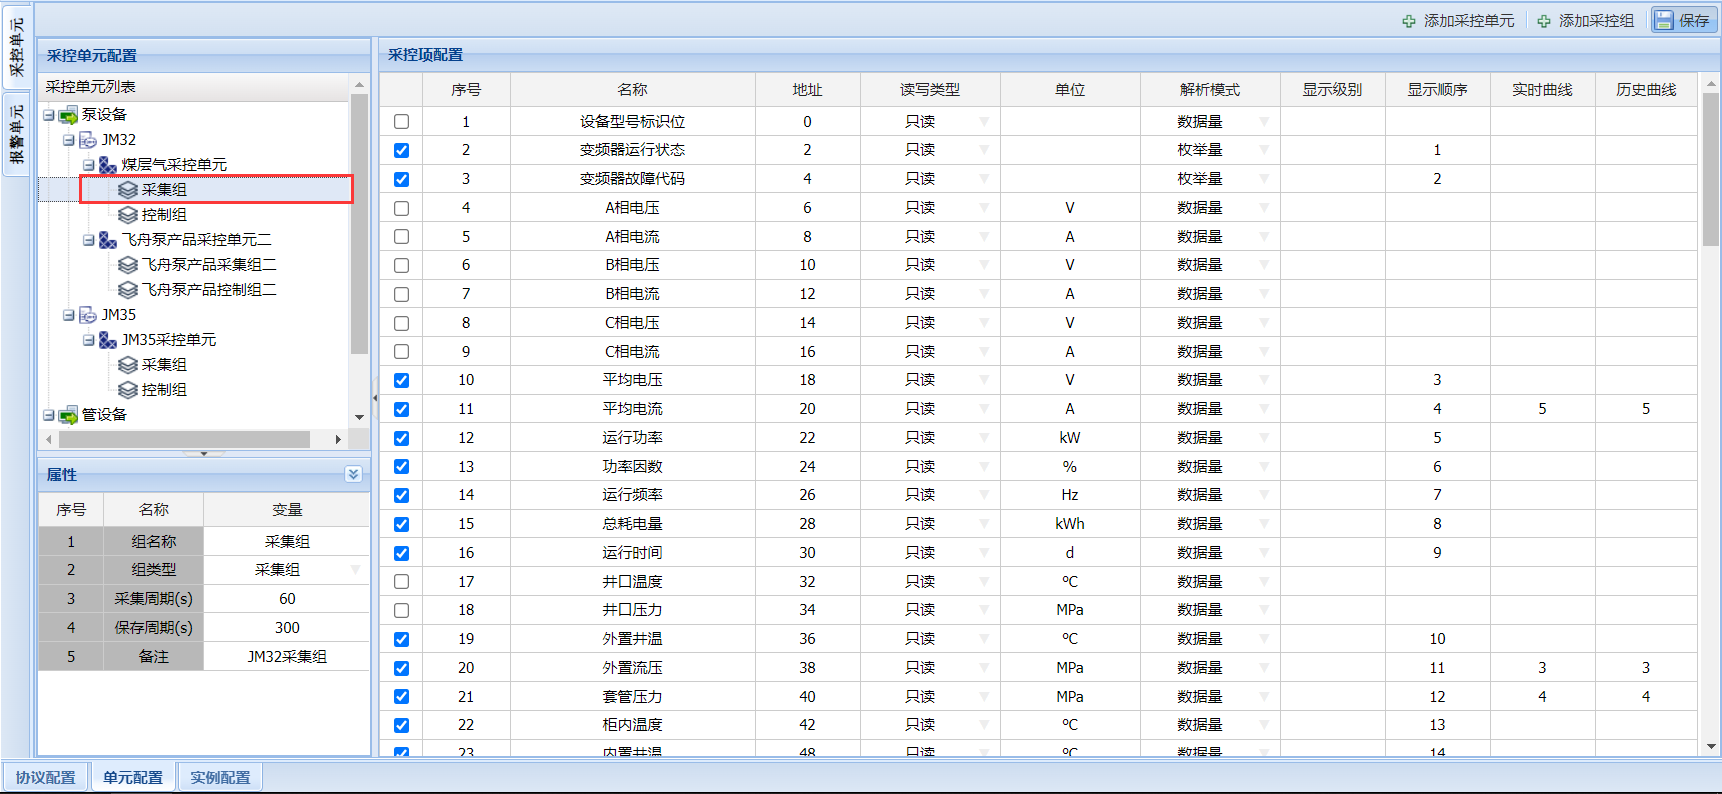 添加采控单元 添加采控组 保存
采控单元
报警单元
采控单元配置
采控单元列表
泵设备
JM32
煤层气采控单元
采集组
控制组
飞舟泵产品采控单元二
飞舟泵产品采集组二
飞舟泵产品控制组二
JM35
JM35采控单元
采集组
控制组
管设备
属性
序号 名称 变量
1 组名称 采集组
2 组类型 采集组
3 采集周期(s) 60
4 保存周期(s) 300
5 备注 JM32采集组
采控项配置
序号 名称 地址 读写类型 单位 解析模式 显示级别 显示顺序 实时曲线 历史曲线
1 设备型号标识位 0 只读 数据量
2 变频器运行状态 2 只读 枚举量 1
3 变频器故障代码 4 只读 枚举量 2
4 A相电压 6 只读 V 数据量
5 A相电流 8 只读 A 数据量
6 B相电压 10 只读 V 数据量
7 B相电流 12 只读 A 数据量
8 C相电压 14 只读 V 数据量
9 C相电流 16 只读 A 数据量
10 平均电压 18 只读 V 数据量 3
11 平均电流 20 只读 A 数据量 4 5 5
12 运行功率 22 只读 kW 数据量 5
13 功率因数 24 只读 % 数据量 6
14 运行频率 26 只读 Hz 数据量 7
15 总耗电量 28 只读 kWh 数据量 8
16 运行时间 30 只读 d 数据量 9
17 井口温度 32 只读 ℃ 数据量
18 井口压力 34 只读 MPa 数据量
19 外置井温 36 只读 ℃ 数据量 10
20 外置流压 38 只读 MPa 数据量 11 3 3
21 套管压力 40 只读 MPa 数据量 12 4 4
22 柜内温度 42 只读 ℃ 数据量 13
23 内置井温 48 只读 ℃ 数据量 14
协议配置 单元配置 实例配置